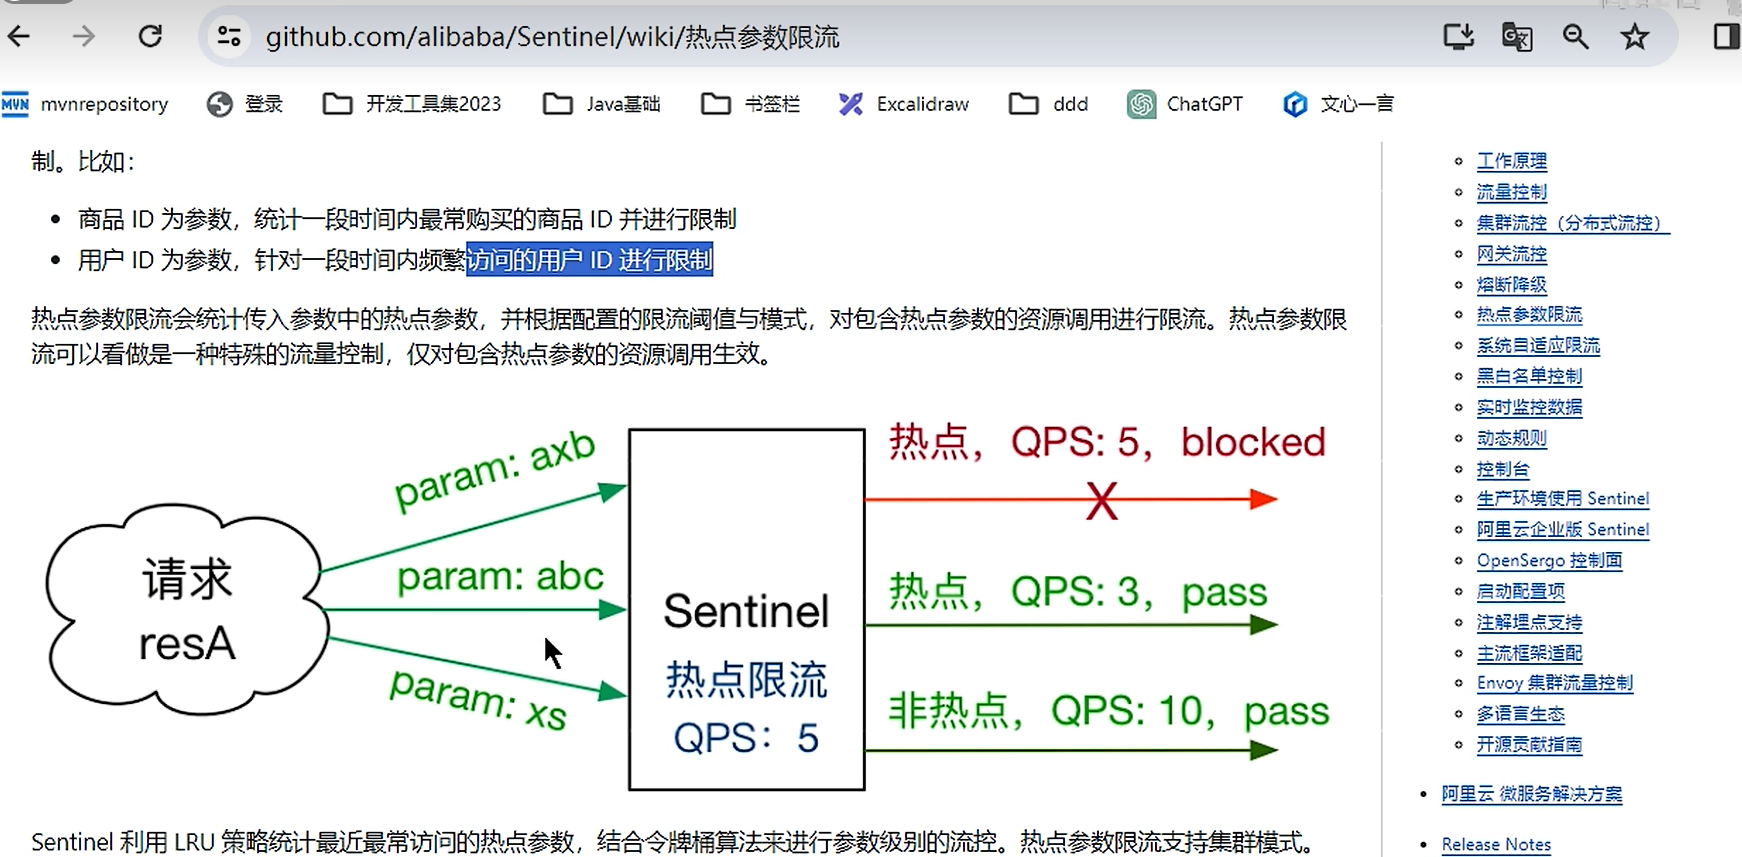 github.com/alibaba/Sentinel/wiki/热点参数限流
mvnrepository
登录
开发工具集2023
Java基础
书签栏
Excalidraw
ddd
ChatGPT
文心一言
制。比如：
商品 ID 为参数，统计一段时间内最常购买的商品 ID 并进行限制
用户 ID 为参数，针对一段时间内频繁访问的用户 ID 进行限制
热点参数限流会统计传入参数中的热点参数，并根据配置的限流阈值与模式，对包含热点参数的资源调用进行限流。热点参数限
流可以看做是一种特殊的流量控制，仅对包含热点参数的资源调用生效。
请求
resA
param: axb
param: abc
param: xs
Sentinel
热点限流
QPS：5
热点，QPS: 5，blocked
X
热点，QPS: 3，pass
非热点，QPS: 10，pass
Sentinel 利用 LRU 策略统计最近最常访问的热点参数，结合令牌桶算法来进行参数级别的流控。热点参数限流支持集群模式。
工作原理
流量控制
集群流控（分布式流控）
网关流控
熔断降级
热点参数限流
系统自适应限流
黑白名单控制
实时监控数据
动态规则
控制台
生产环境使用 Sentinel
阿里云企业版 Sentinel
OpenSergo 控制面
启动配置项
注解埋点支持
主流框架适配
Envoy 集群流量控制
多语言生态
开源贡献指南
阿里云 微服务解决方案
Release Notes